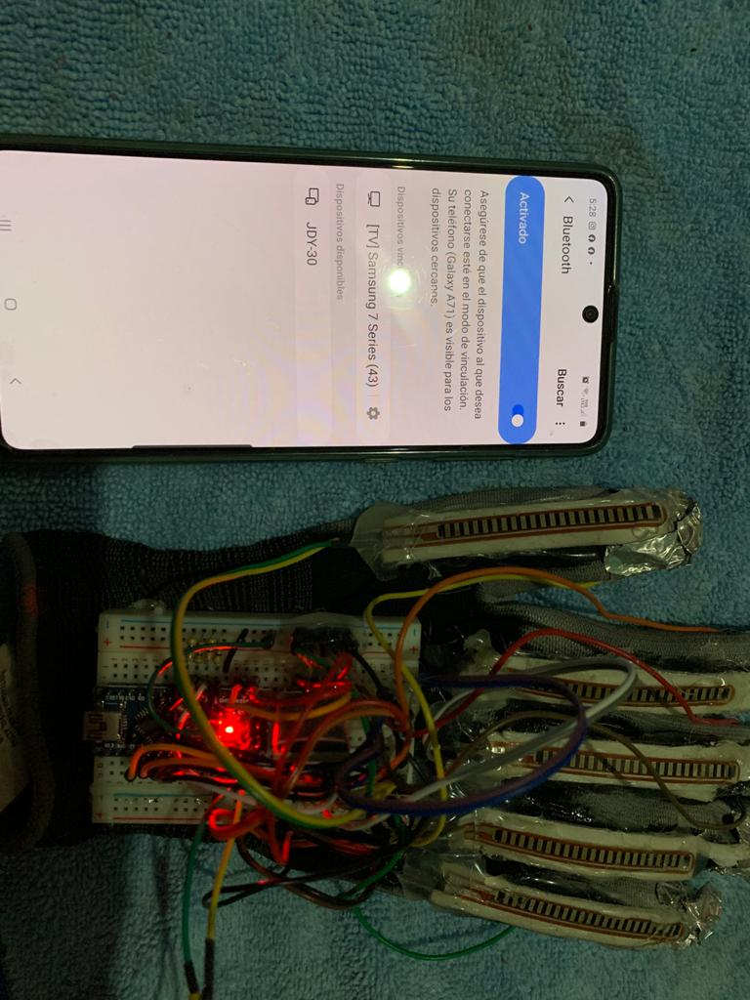 5:28
< Bluetooth
Buscar
Activado
Asegúrese de que el dispositivo al que desea
conectarse esté en el modo de vinculación.
Su teléfono (Galaxy A71) es visible para los
dispositivos cercanos.
Dispositivos
[TV] Samsung 7 Series (43)
Dispositivos disponibles
JDY-30